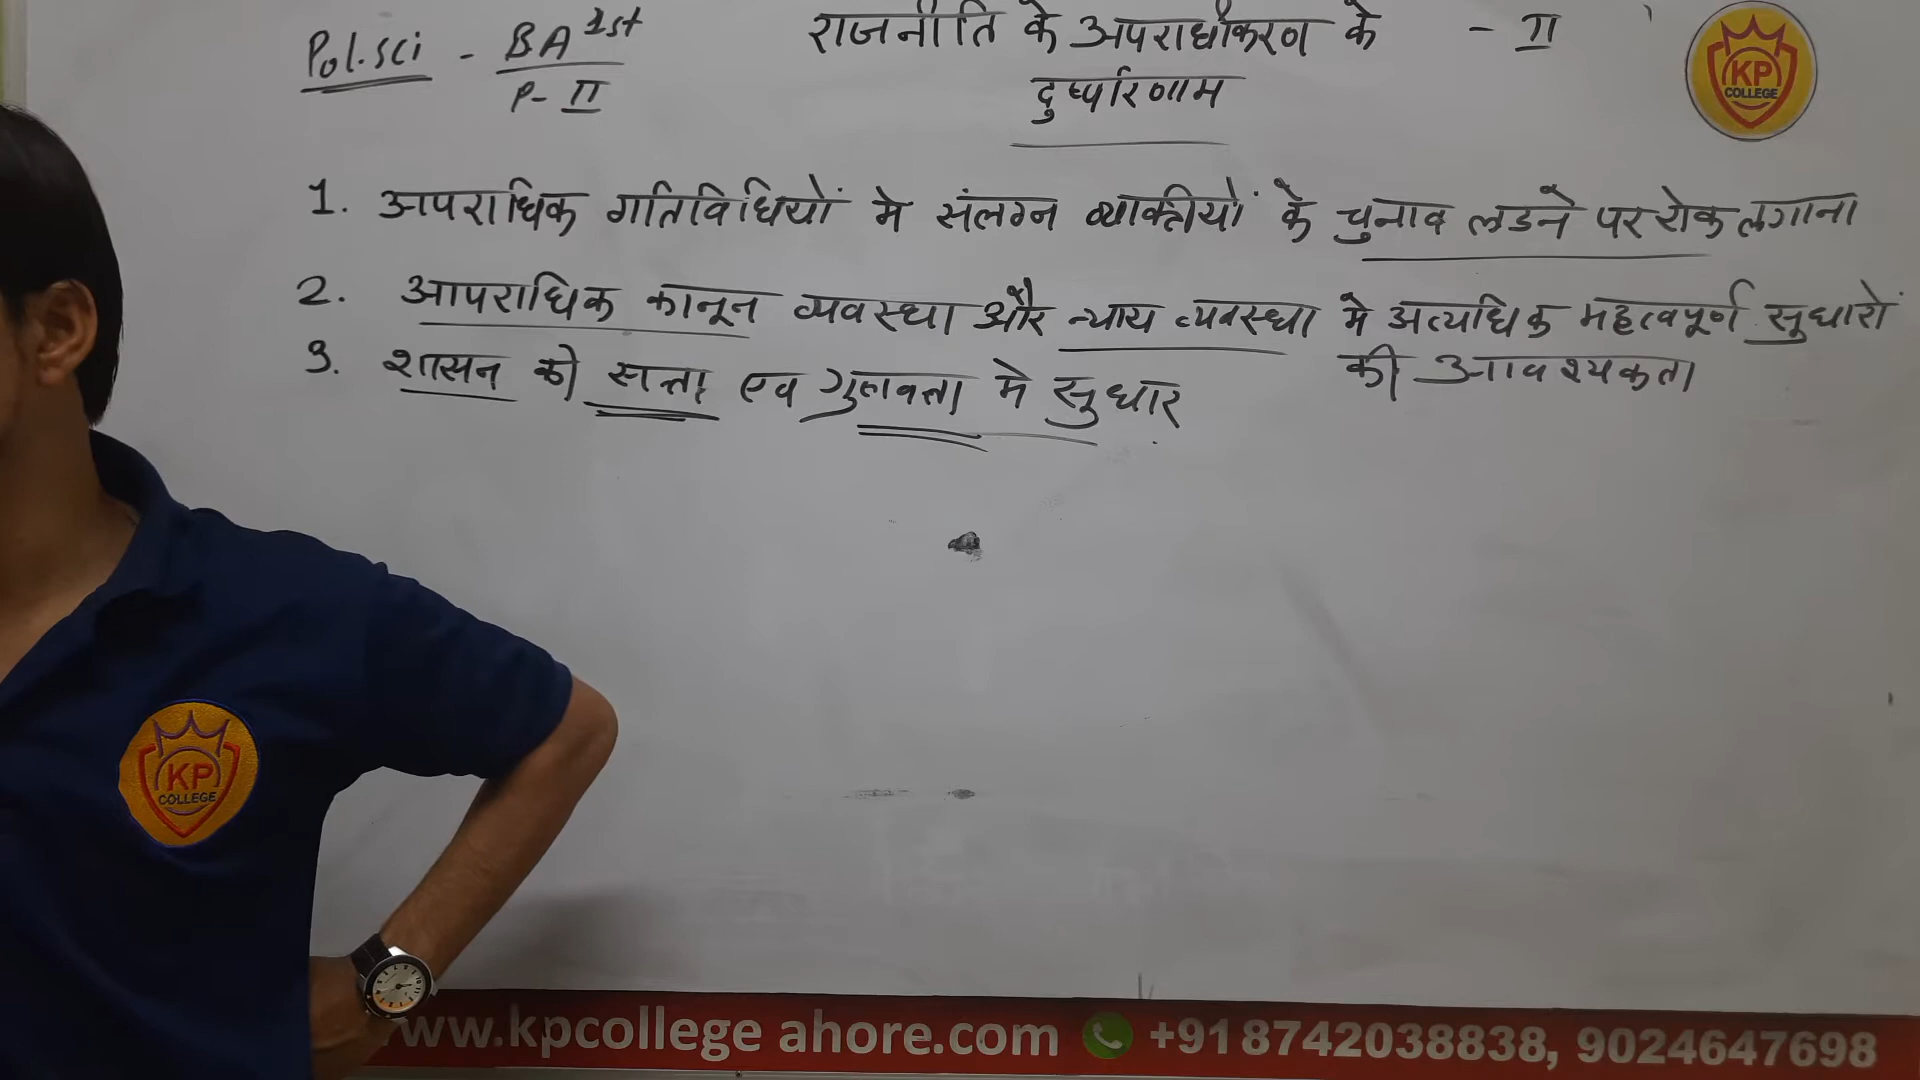 Pol.sci - BA 1st
P-II
राजनीति के अपराधीकरण के - II
दुष्परिणाम
KP
COLLEGE
1. आपराधिक गतिविधियों मे संलग्न व्यक्तीयों के चुनाव लडने पर रोक लगाना
2. आपराधिक कानून व्यवस्था और न्याय व्यवस्था मे अत्यधिक महत्वपूर्ण सुधारों
की आवश्यकता
3. शासन की सत्ता एव गुणवत्ता मे सुधार
KP
COLLEGE
www.kpcollege ahore.com +91 8742038838, 9024647698